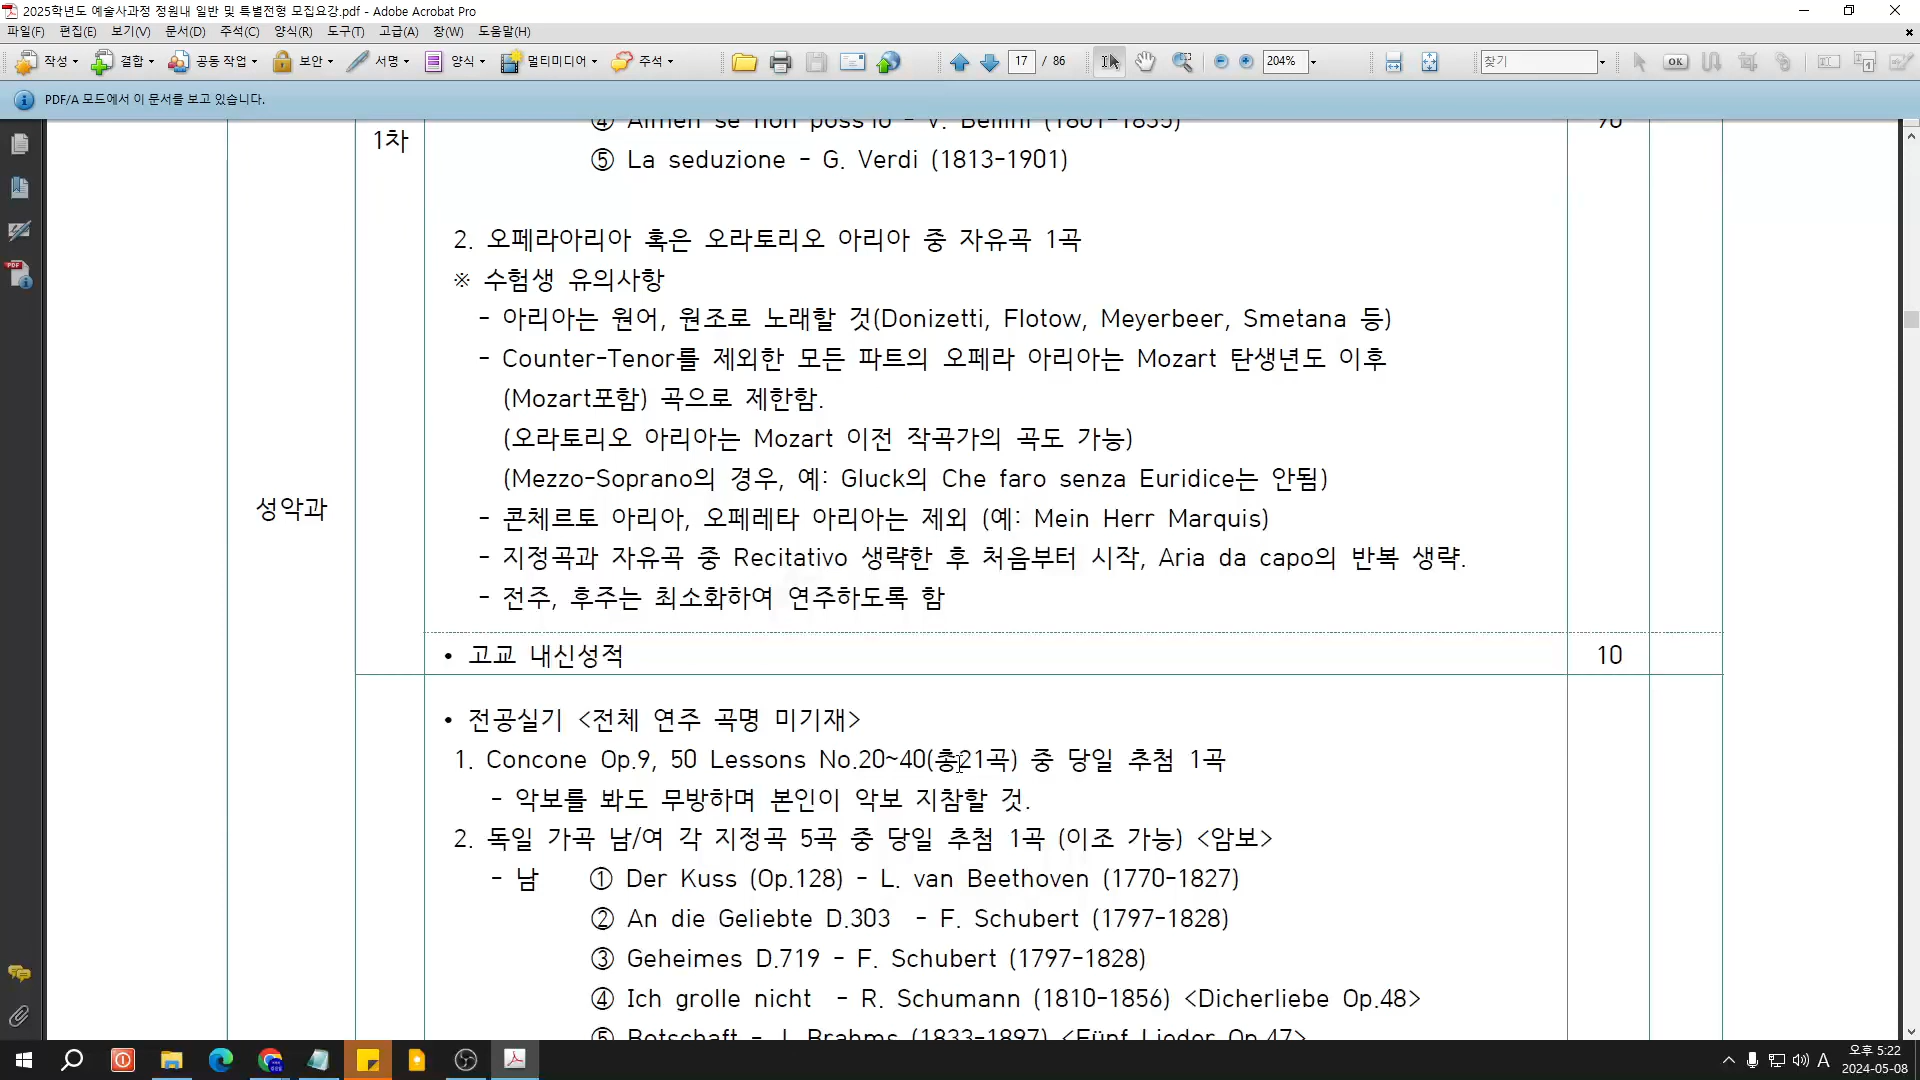 2025학년도 예술사과정 정원내 일반 및 특별전형 모집요강.pdf - Adobe Acrobat Pro
파일(F) 편집(E) 보기(V) 문서(D) 주석(C) 양식(R) 도구(T) 고급(A) 창(W) 도움말(H)
작성 결합 공동 작업 보안 서명 양식 멀티미디어 주석 17 / 86 204% 찾기 OK
PDF/A 모드에서 이 문서를 보고 있습니다.
④ Almen se non poss'io - V. Bellini (1801-1835) 90
1차
⑤ La seduzione - G. Verdi (1813-1901)
2. 오페라아리아 혹은 오라토리오 아리아 중 자유곡 1곡
※ 수험생 유의사항
- 아리아는 원어, 원조로 노래할 것(Donizetti, Flotow, Meyerbeer, Smetana 등)
- Counter-Tenor를 제외한 모든 파트의 오페라 아리아는 Mozart 탄생년도 이후
(Mozart포함) 곡으로 제한함.
(오라토리오 아리아는 Mozart 이전 작곡가의 곡도 가능)
(Mezzo-Soprano의 경우, 예: Gluck의 Che faro senza Euridice는 안됨)
성악과
- 콘체르토 아리아, 오페레타 아리아는 제외 (예: Mein Herr Marquis)
- 지정곡과 자유곡 중 Recitativo 생략한 후 처음부터 시작, Aria da capo의 반복 생략.
- 전주, 후주는 최소화하여 연주하도록 함
• 고교 내신성적 10
• 전공실기 <전체 연주 곡명 미기재>
1. Concone Op.9, 50 Lessons No.20~40(총21곡) 중 당일 추첨 1곡
- 악보를 봐도 무방하며 본인이 악보 지참할 것.
2. 독일 가곡 남/여 각 지정곡 5곡 중 당일 추첨 1곡 (이조 가능) <암보>
- 남 ① Der Kuss (Op.128) - L. van Beethoven (1770-1827)
② An die Geliebte D.303 - F. Schubert (1797-1828)
③ Geheimes D.719 - F. Schubert (1797-1828)
④ Ich grolle nicht - R. Schumann (1810-1856) <Dicherliebe Op.48>
⑤ Botschaft - J. Brahms (1833-1897) <Fünf Lieder Op.47>
A 오후 5:22
2024-05-08